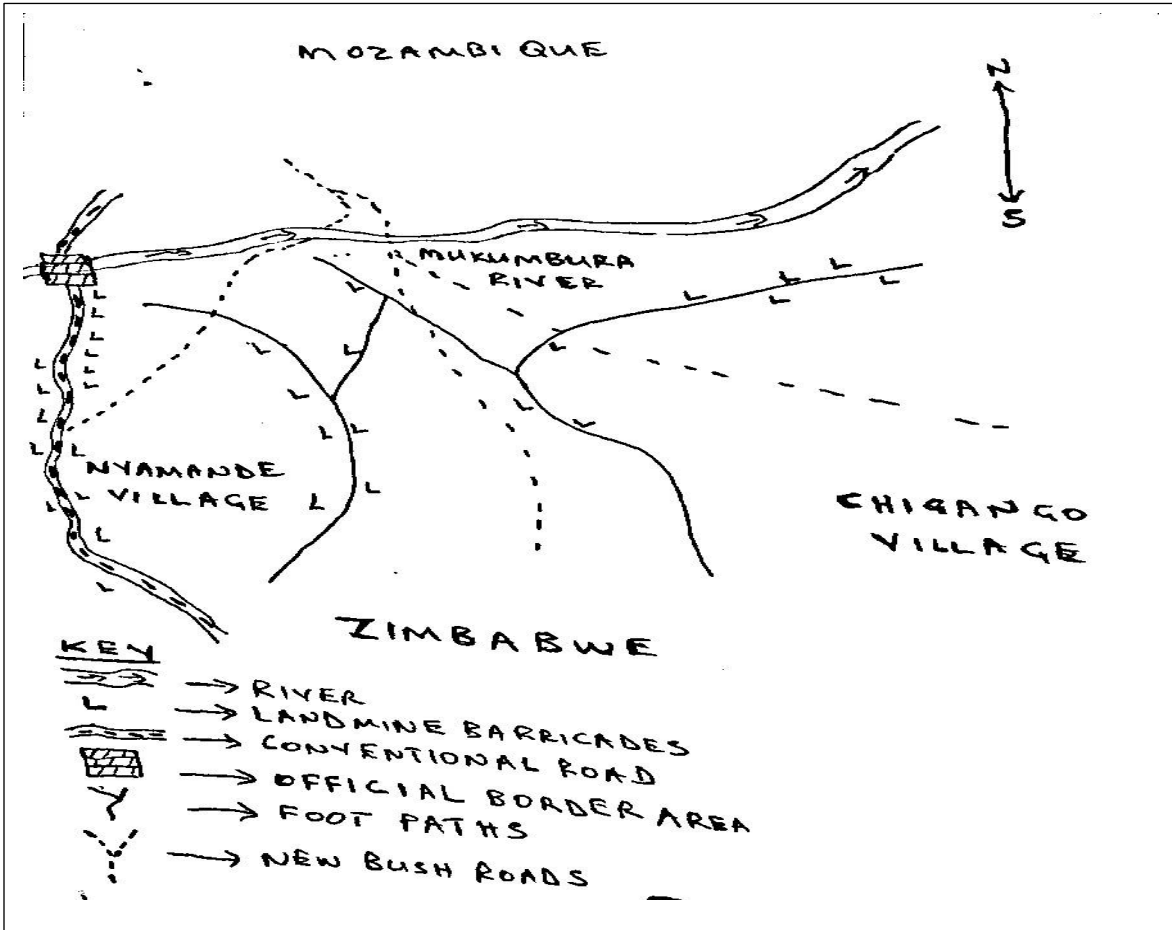 MOZAMBIQUE
N
S
MUKUMBURA
RIVER
NYAMANDE
VILLAGE
CHIGANGO
VILLAGE
ZIMBABWE
KEY
RIVER
L LANDMINE BARRICADES
CONVENTIONAL ROAD
OFFICIAL BORDER AREA
FOOT PATHS
NEW BUSH ROADS